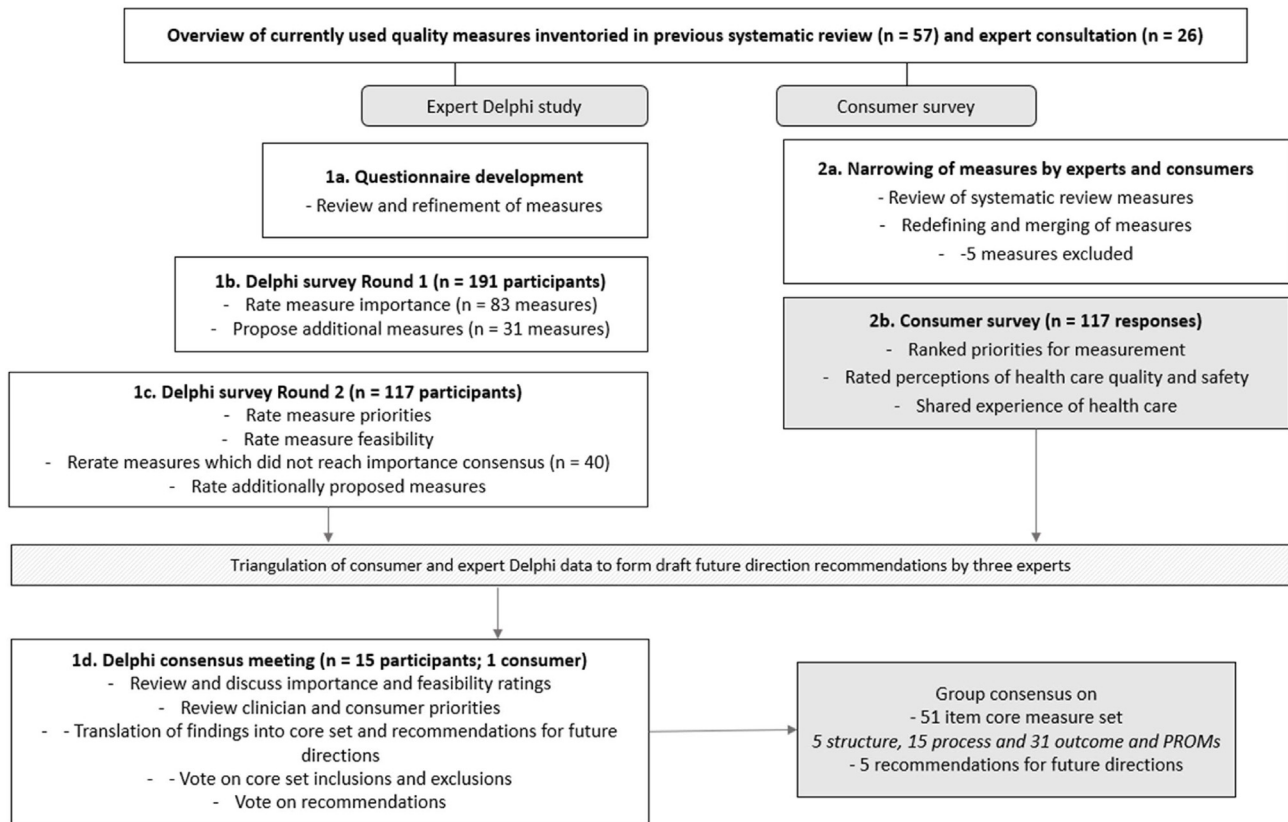 Overview of currently used quality measures inventoried in previous systematic review (n = 57) and expert consultation (n = 26)
Expert Delphi study
1a. Questionnaire development
- Review and refinement of measures
1b. Delphi survey Round 1 (n = 191 participants)
- Rate measure importance (n = 83 measures)
- Propose additional measures (n = 31 measures)
1c. Delphi survey Round 2 (n = 117 participants)
- Rate measure priorities
- Rate measure feasibility
- Rerate measures which did not reach importance consensus (n = 40)
- Rate additionally proposed measures
Consumer survey
2a. Narrowing of measures by experts and consumers
- Review of systematic review measures
- Redefining and merging of measures
- -5 measures excluded
2b. Consumer survey (n = 117 responses)
- Ranked priorities for measurement
- Rated perceptions of health care quality and safety
- Shared experience of health care
Triangulation of consumer and expert Delphi data to form draft future direction recommendations by three experts
1d. Delphi consensus meeting (n = 15 participants; 1 consumer)
- Review and discuss importance and feasibility ratings
- Review clinician and consumer priorities
- - Translation of findings into core set and recommendations for future
directions
- - Vote on core set inclusions and exclusions
- Vote on recommendations
Group consensus on
- 51 item core measure set
5 structure, 15 process and 31 outcome and PROMs
- 5 recommendations for future directions